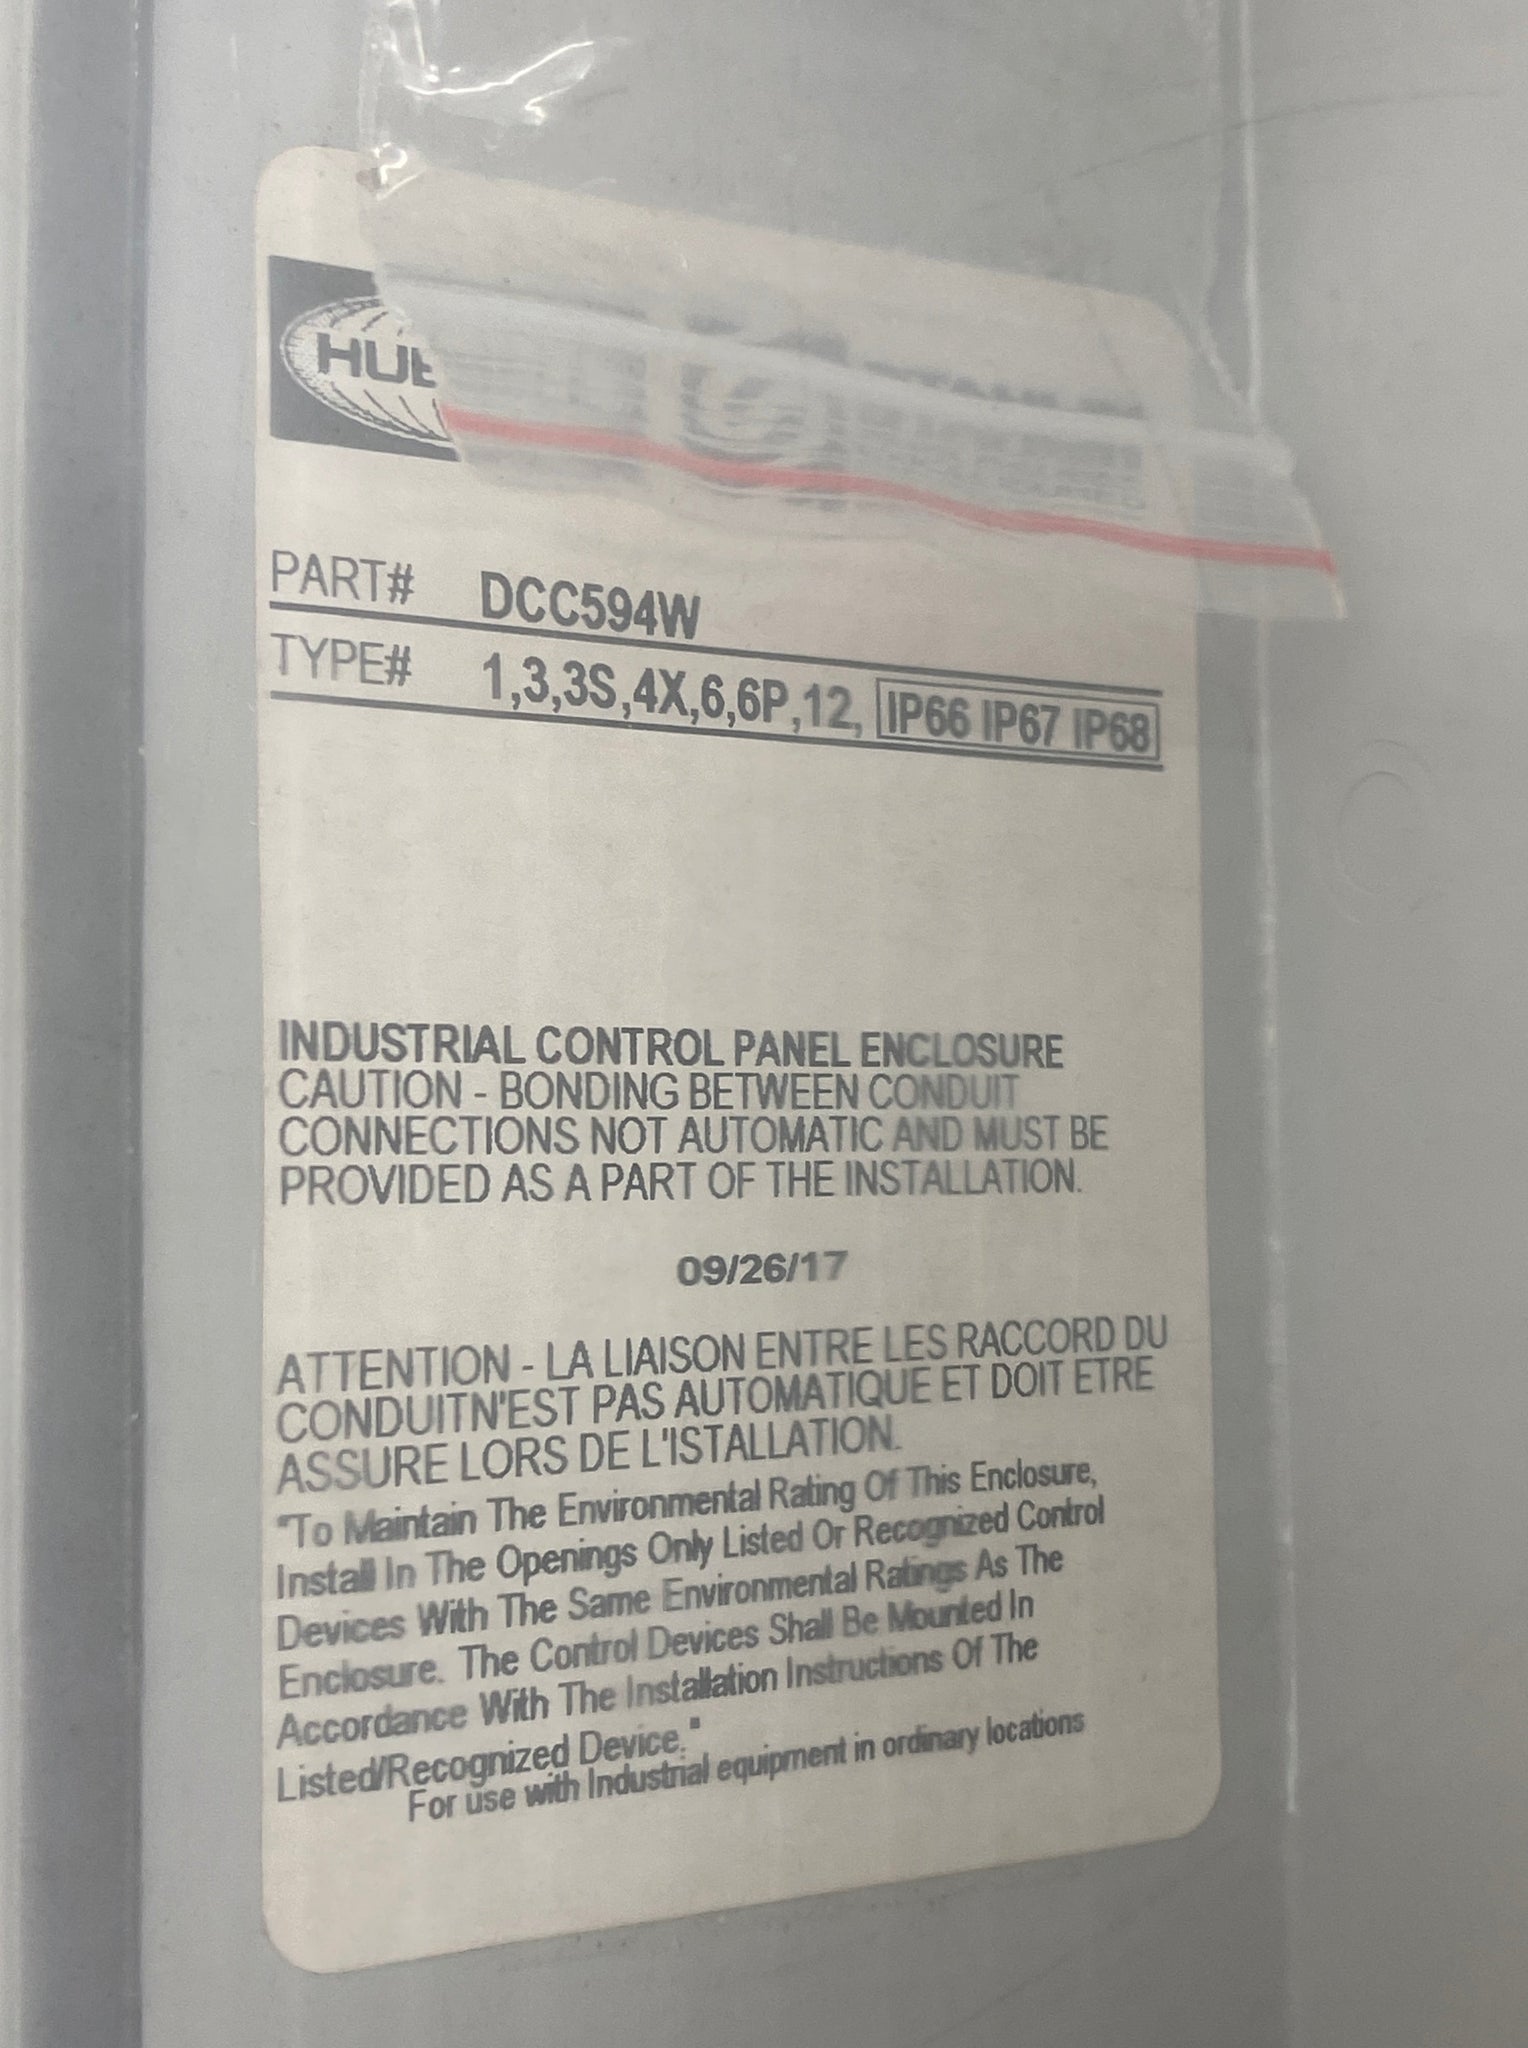 HUB
PART# DCC594W
TYPE# 1,3,3S,4X,6,6P,12, IP66 IP67 IP68
INDUSTRIAL CONTROL PANEL ENCLOSURE
CAUTION - BONDING BETWEEN CONDUIT
CONNECTIONS NOT AUTOMATIC AND MUST BE
PROVIDED AS A PART OF THE INSTALLATION.
09/26/17
ATTENTION - LA LIAISON ENTRE LES RACCORD DU
CONDUITN'EST PAS AUTOMATIQUE ET DOIT ETRE
ASSURE LORS DE L'ISTALLATION.
"To Maintain The Environmental Rating Of This Enclosure,
Install In The Openings Only Listed Or Recognized Control
Devices With The Same Environmental Ratings As The
Enclosure. The Control Devices Shall Be Mounted In
Accordance With The Installation Instructions Of The
Listed/Recognized Device."
For use with Industrial equipment in ordinary locations